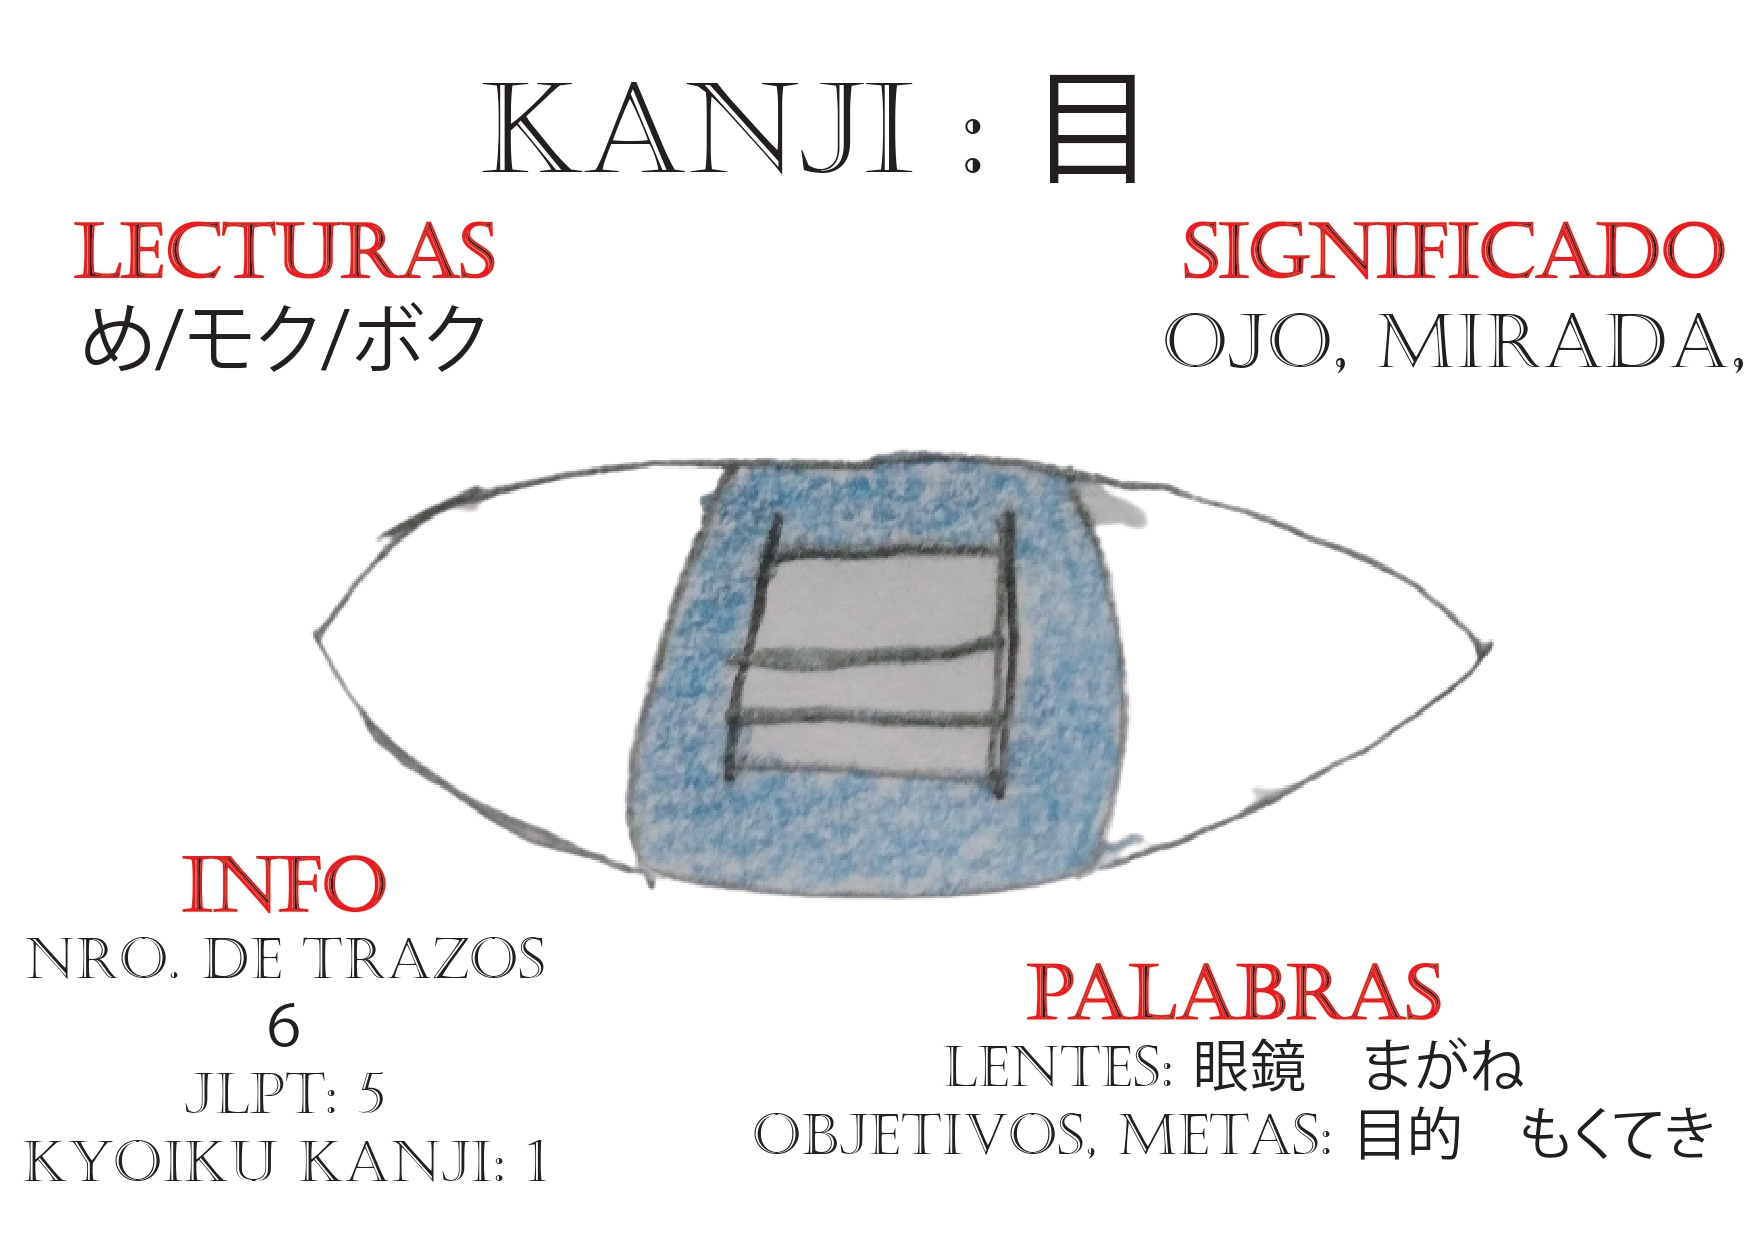 KANJI : 目
LECTURAS
め/モク/ボク
SIGNIFICADO
OJO, MIRADA,
INFO
NRO. DE TRAZOS
6
JLPT: 5
KYOIKU KANJI: 1
PALABRAS
LENTES: 眼鏡　まがね
OBJETIVOS, METAS: 目的　もくてき